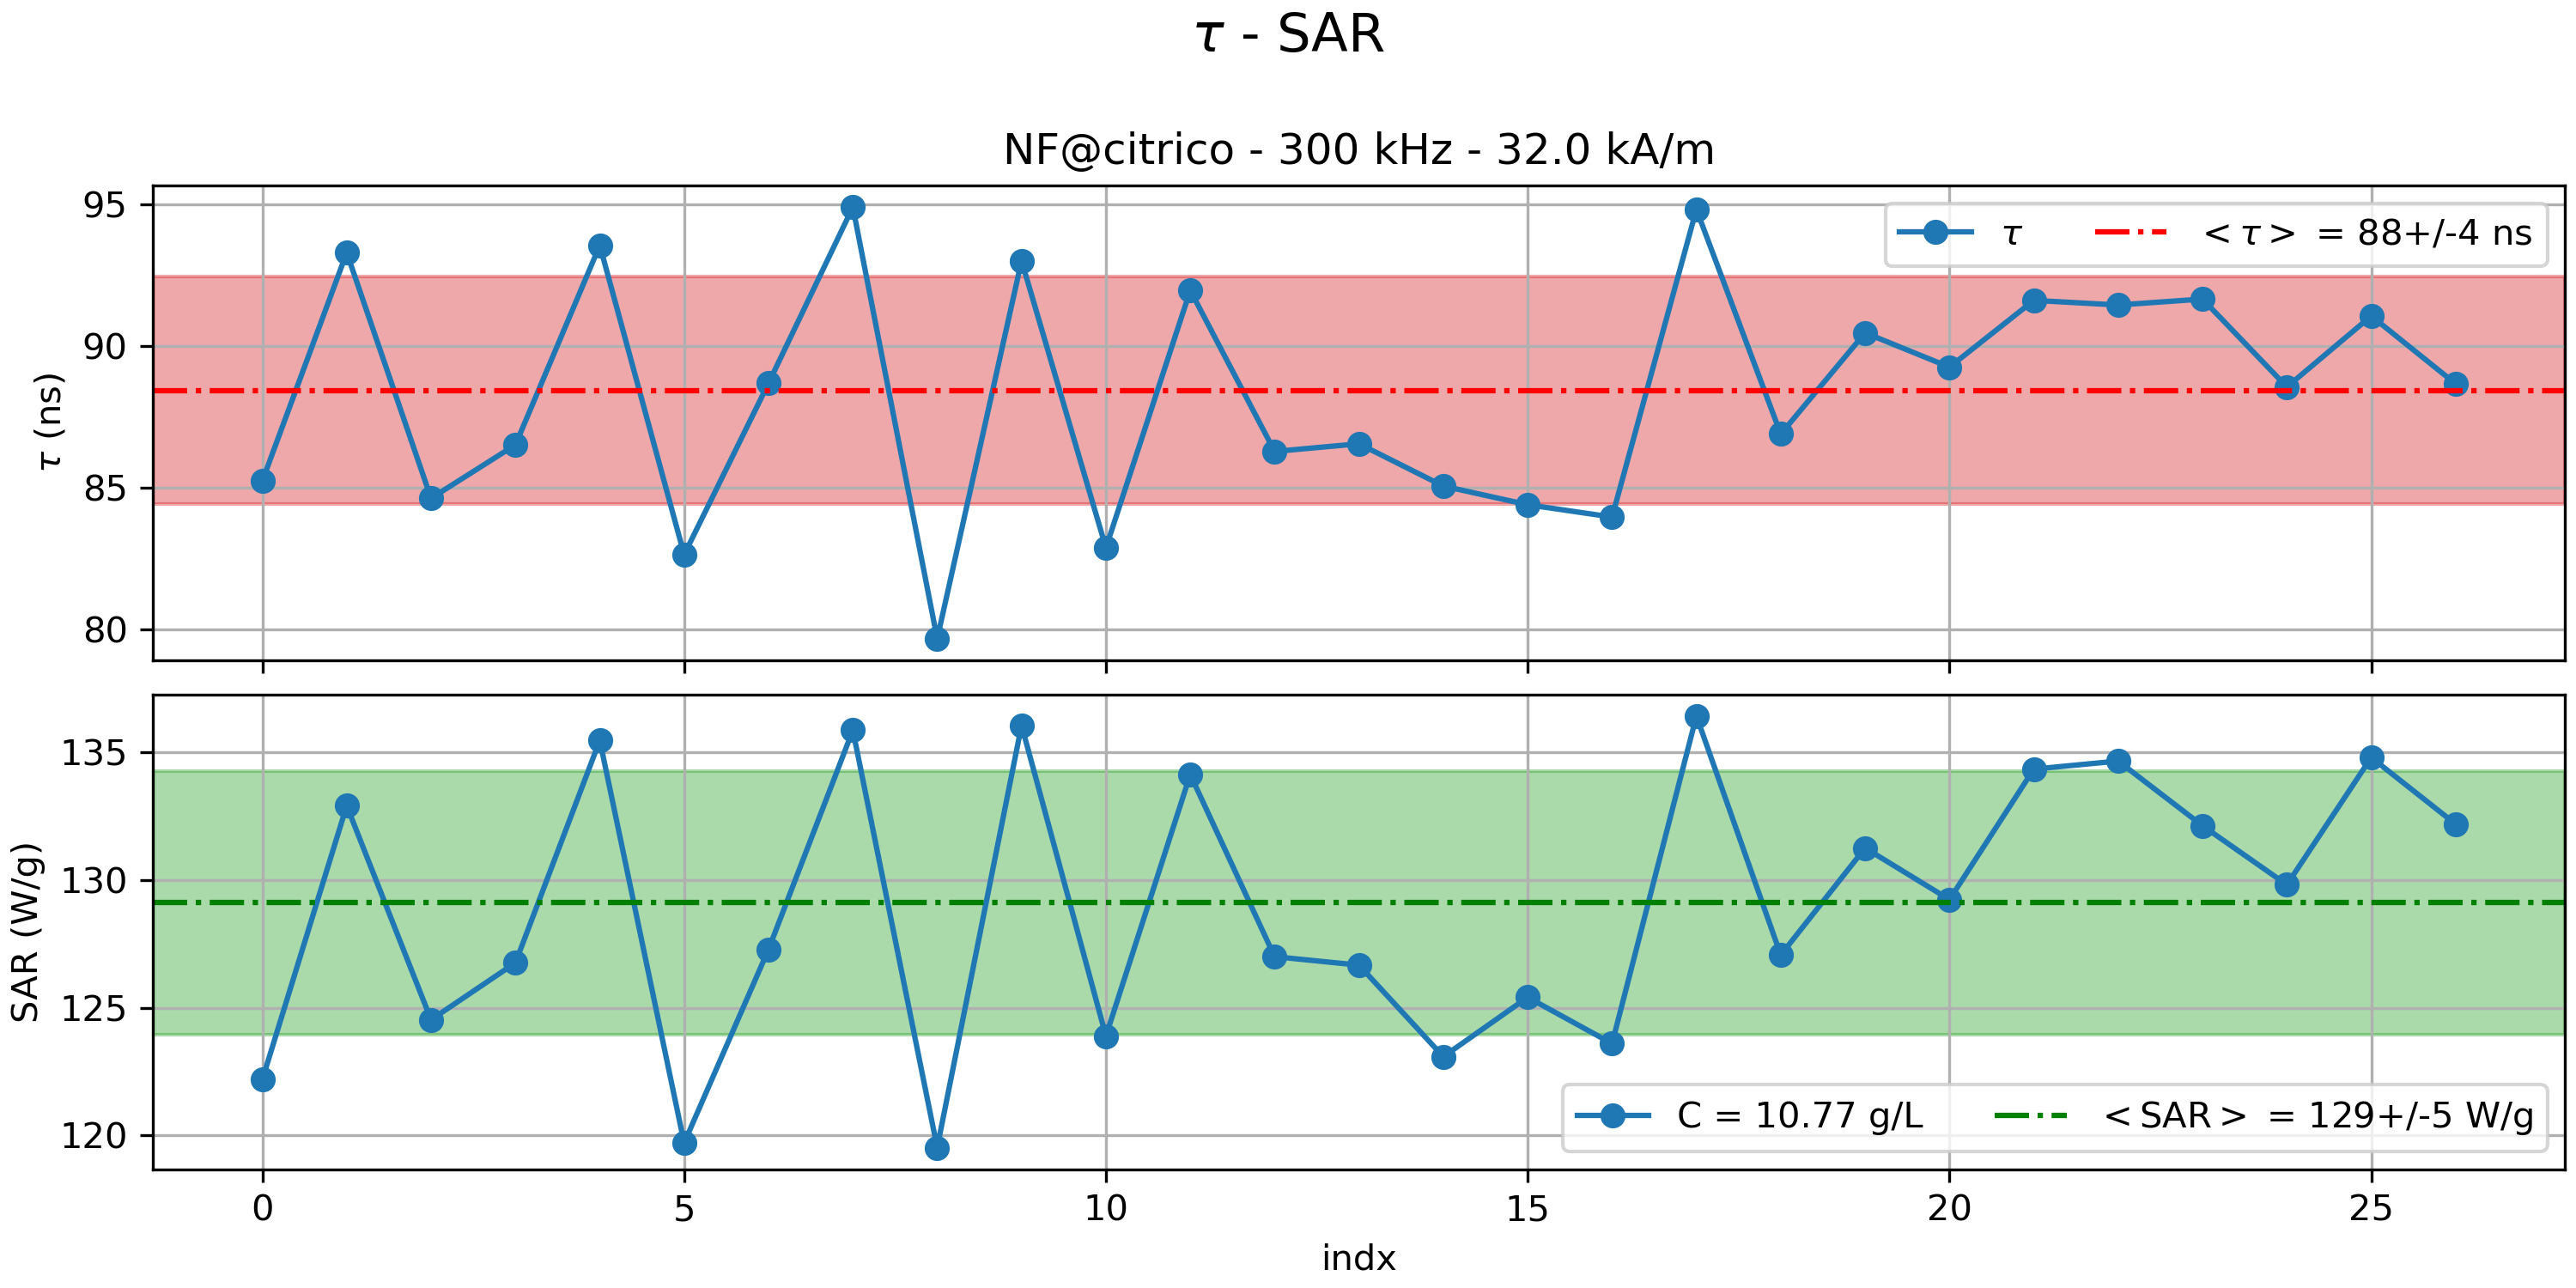 τ - SAR
NF@citrico - 300 kHz - 32.0 kA/m
τ (ns)
95
90
85
80
τ
<τ> = 88+/-4 ns
SAR (W/g)
135
130
125
120
C = 10.77 g/L
<SAR> = 129+/-5 W/g
0 5 10 15 20 25
indx